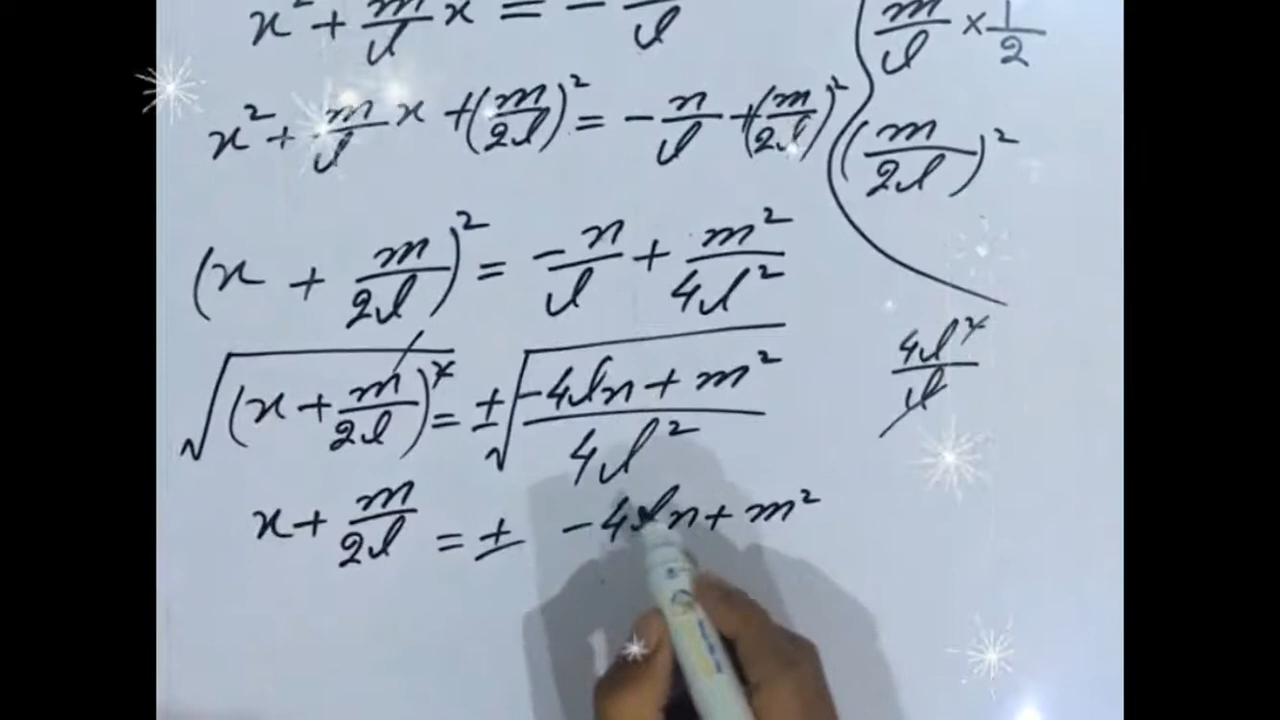 x² + m/l x = - /l
x² + m/l x + (m/2l)² = - n/l + (m/2l)²
(x + m/2l)² = -n/l + m²/4l²
√(x + m/2l)² = ± √-4ln + m²/4l²
x + m/2l = ± -4ln + m²
m/l × 1/2
(m/2l)²
4l²/l